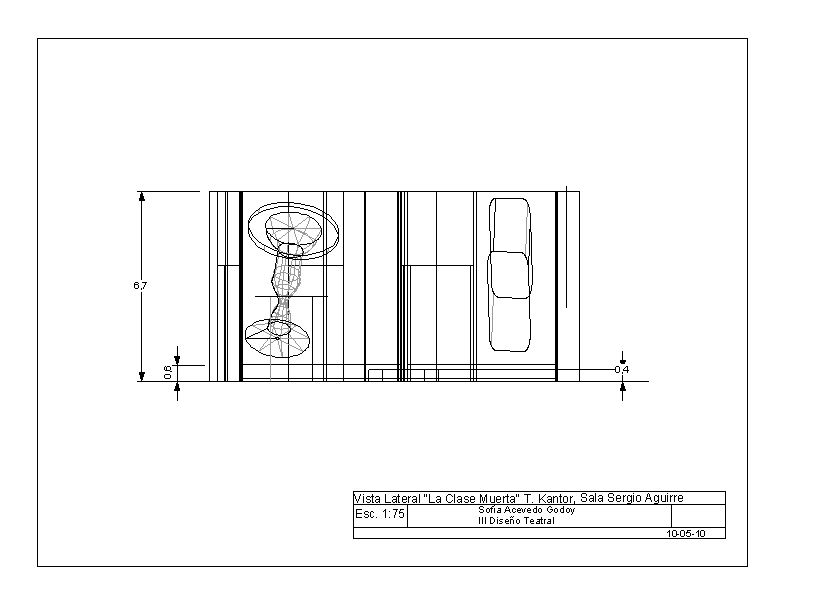 6,7
0,6
0,4
Vista Lateral "La Clase Muerta" T. Kantor, Sala Sergio Aguirre
Esc. 1:75
Sofia Acevedo Godoy
III Diseño Teatral
10-05-10